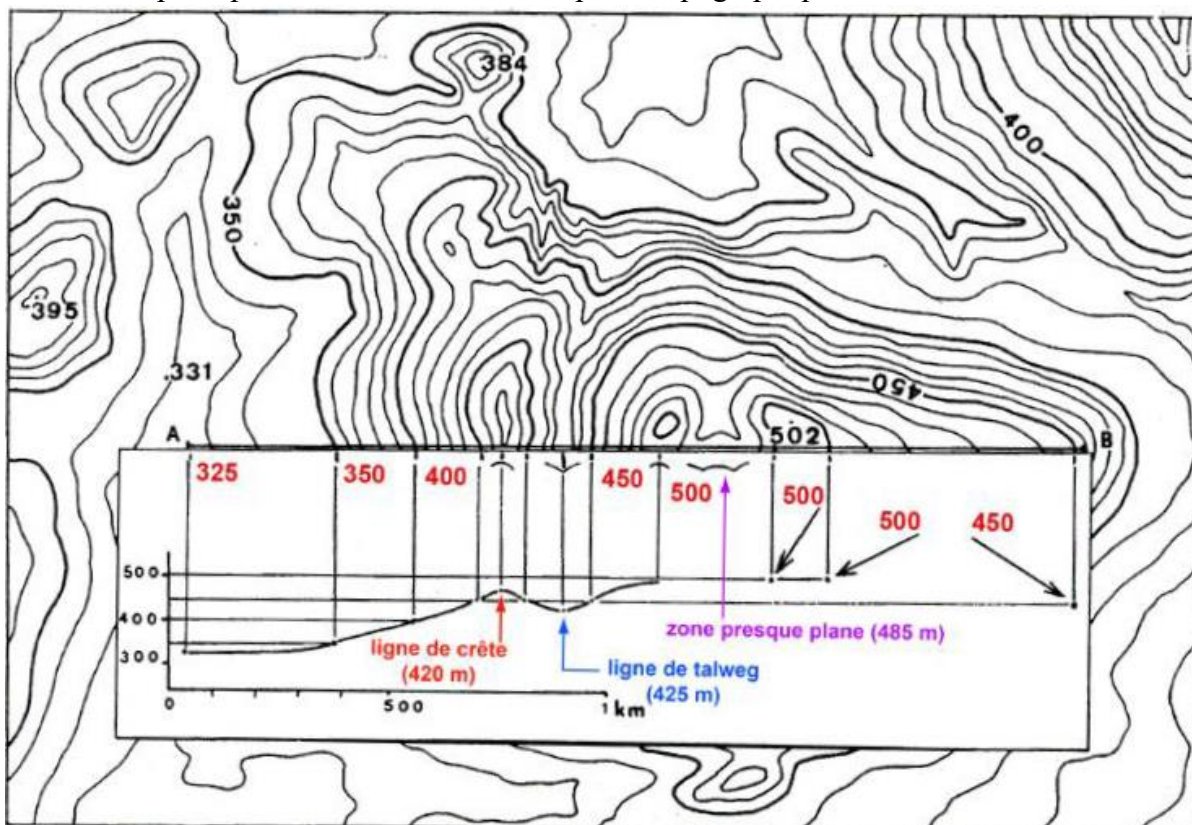 384
400
350
395
331
450
502
A
B
325 350 400 450 500 500
500 450
500
400
300
ligne de crête
(420 m)
ligne de talweg
(425 m)
zone presque plane (485 m)
0 500 1 km